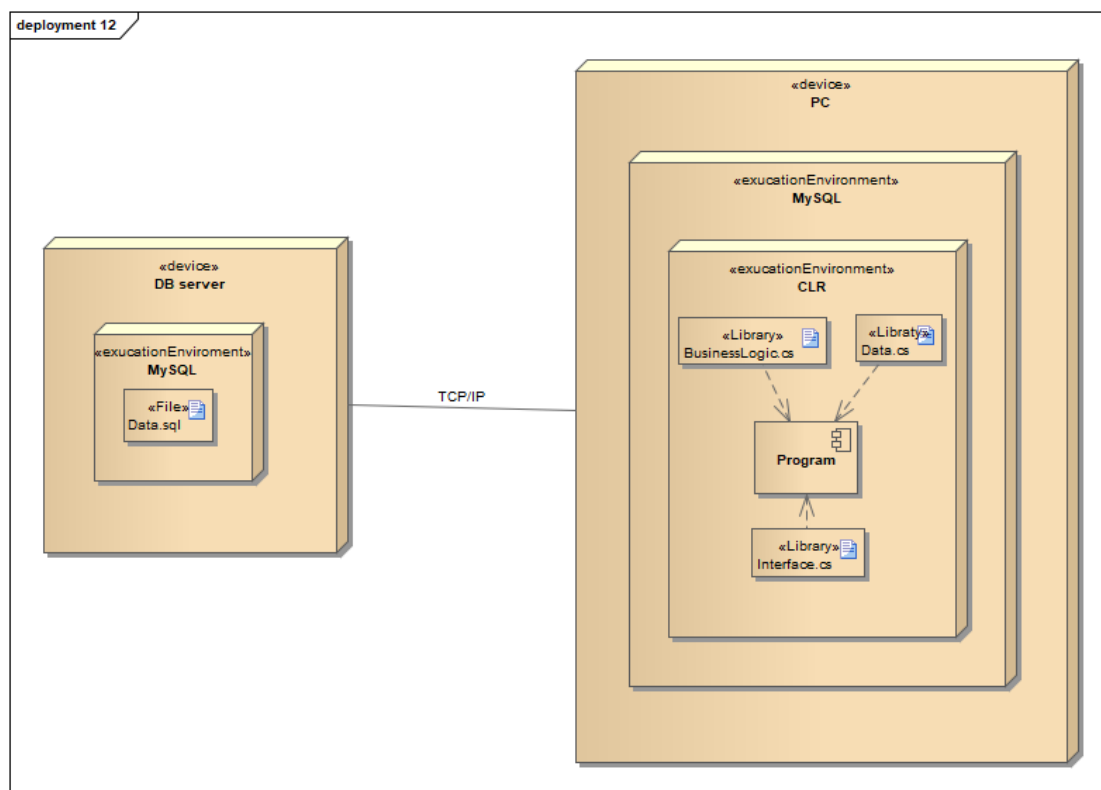 deployment 12
«device»
PC
«exucationEnvironment»
MySQL
«device»
DB server
«exucationEnvironment»
CLR
«exucationEnviroment»
MySQL
«Library»
BusinessLogic.cs
«Libraty»
Data.cs
«File»
Data.sql
TCP/IP
Program
«Library»
Interface.cs